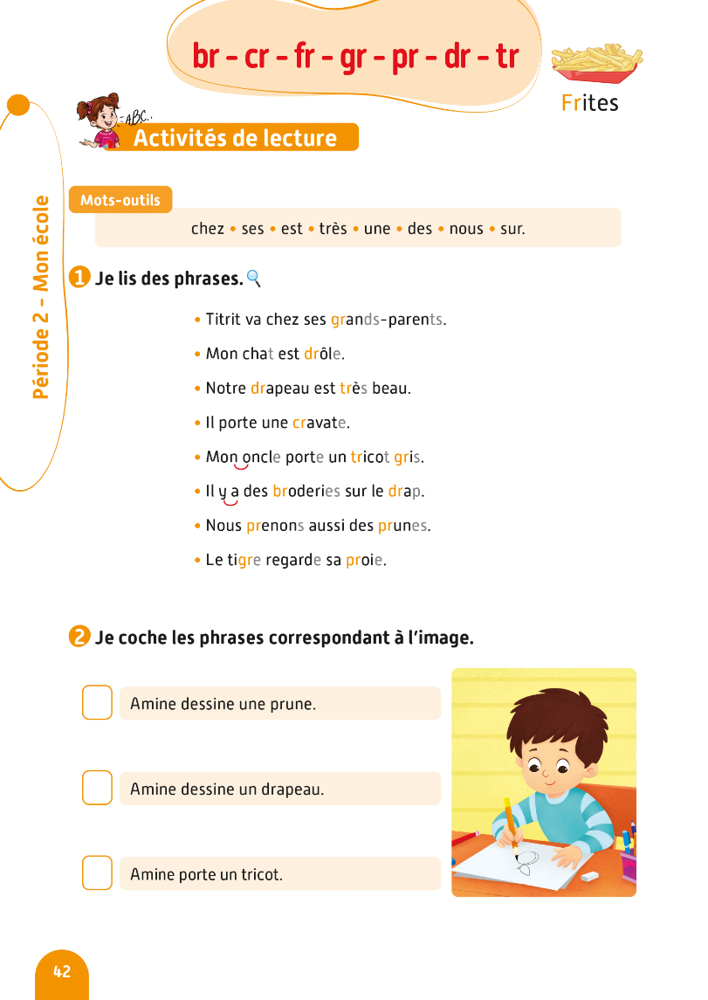 br - cr - fr - gr - pr - dr - tr
Frites
ABC..
Activités de lecture
Période 2 - Mon école
Mots-outils
chez • ses • est • très • une • des • nous • sur.
1 Je lis des phrases.
• Titrit va chez ses grands-parents.
• Mon chat est drôle.
• Notre drapeau est très beau.
• Il porte une cravate.
• Mon oncle porte un tricot gris.
• Il y a des broderies sur le drap.
• Nous prenons aussi des prunes.
• Le tigre regarde sa proie.
2 Je coche les phrases correspondant à l'image.
Amine dessine une prune.
Amine dessine un drapeau.
Amine porte un tricot.
42